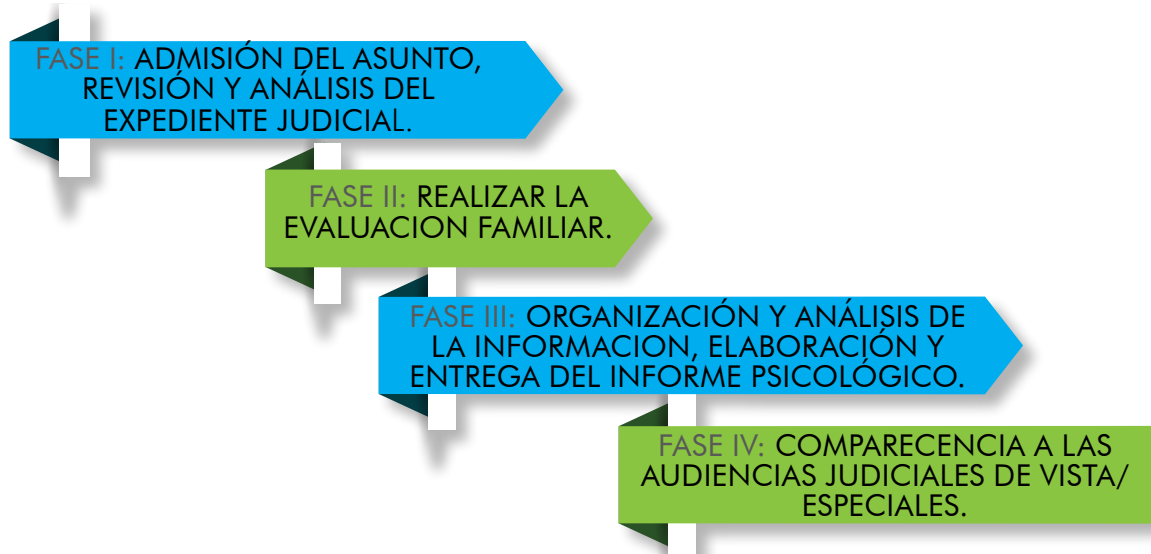 FASE I: ADMISIÓN DEL ASUNTO,
REVISIÓN Y ANÁLISIS DEL
EXPEDIENTE JUDICIAL.
FASE II: REALIZAR LA
EVALUACION FAMILIAR.
FASE III: ORGANIZACIÓN Y ANÁLISIS DE
LA INFORMACION, ELABORACIÓN Y
ENTREGA DEL INFORME PSICOLÓGICO.
FASE IV: COMPARECENCIA A LAS
AUDIENCIAS JUDICIALES DE VISTA/
ESPECIALES.